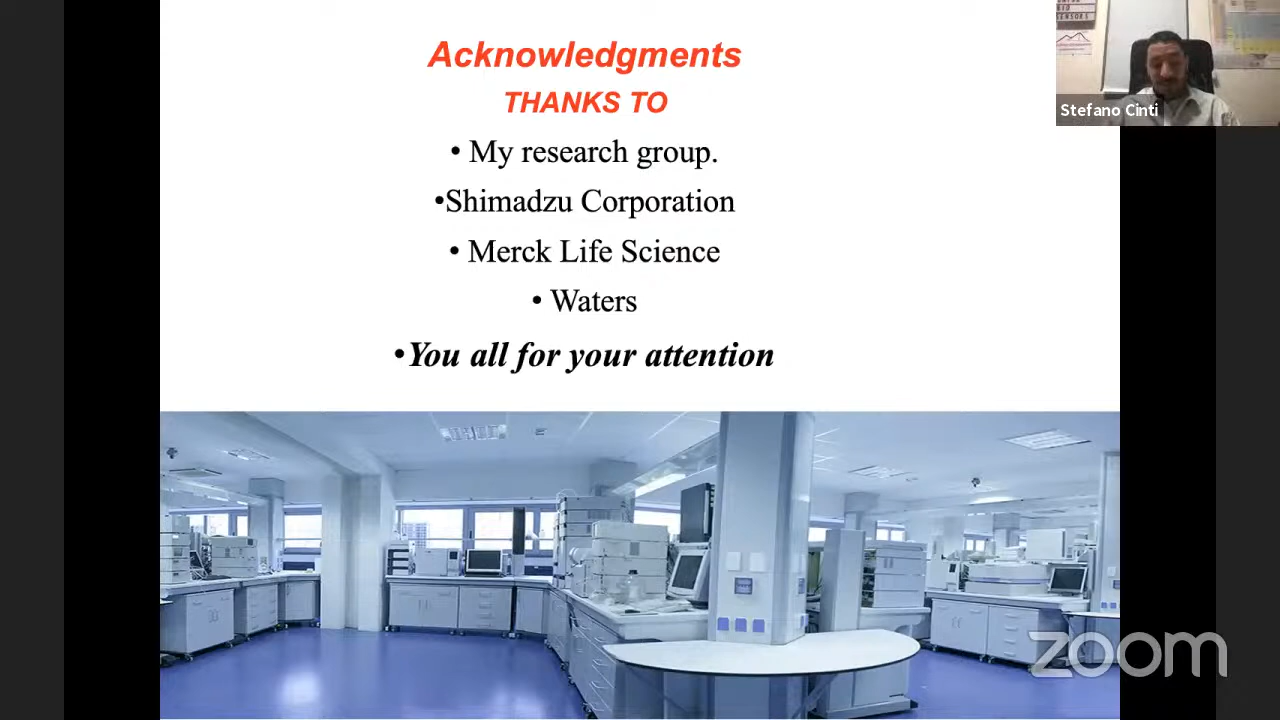 Acknowledgments
THANKS TO
• My research group.
•Shimadzu Corporation
• Merck Life Science
• Waters
•You all for your attention
SENSORS
Stefano Cinti
zoom